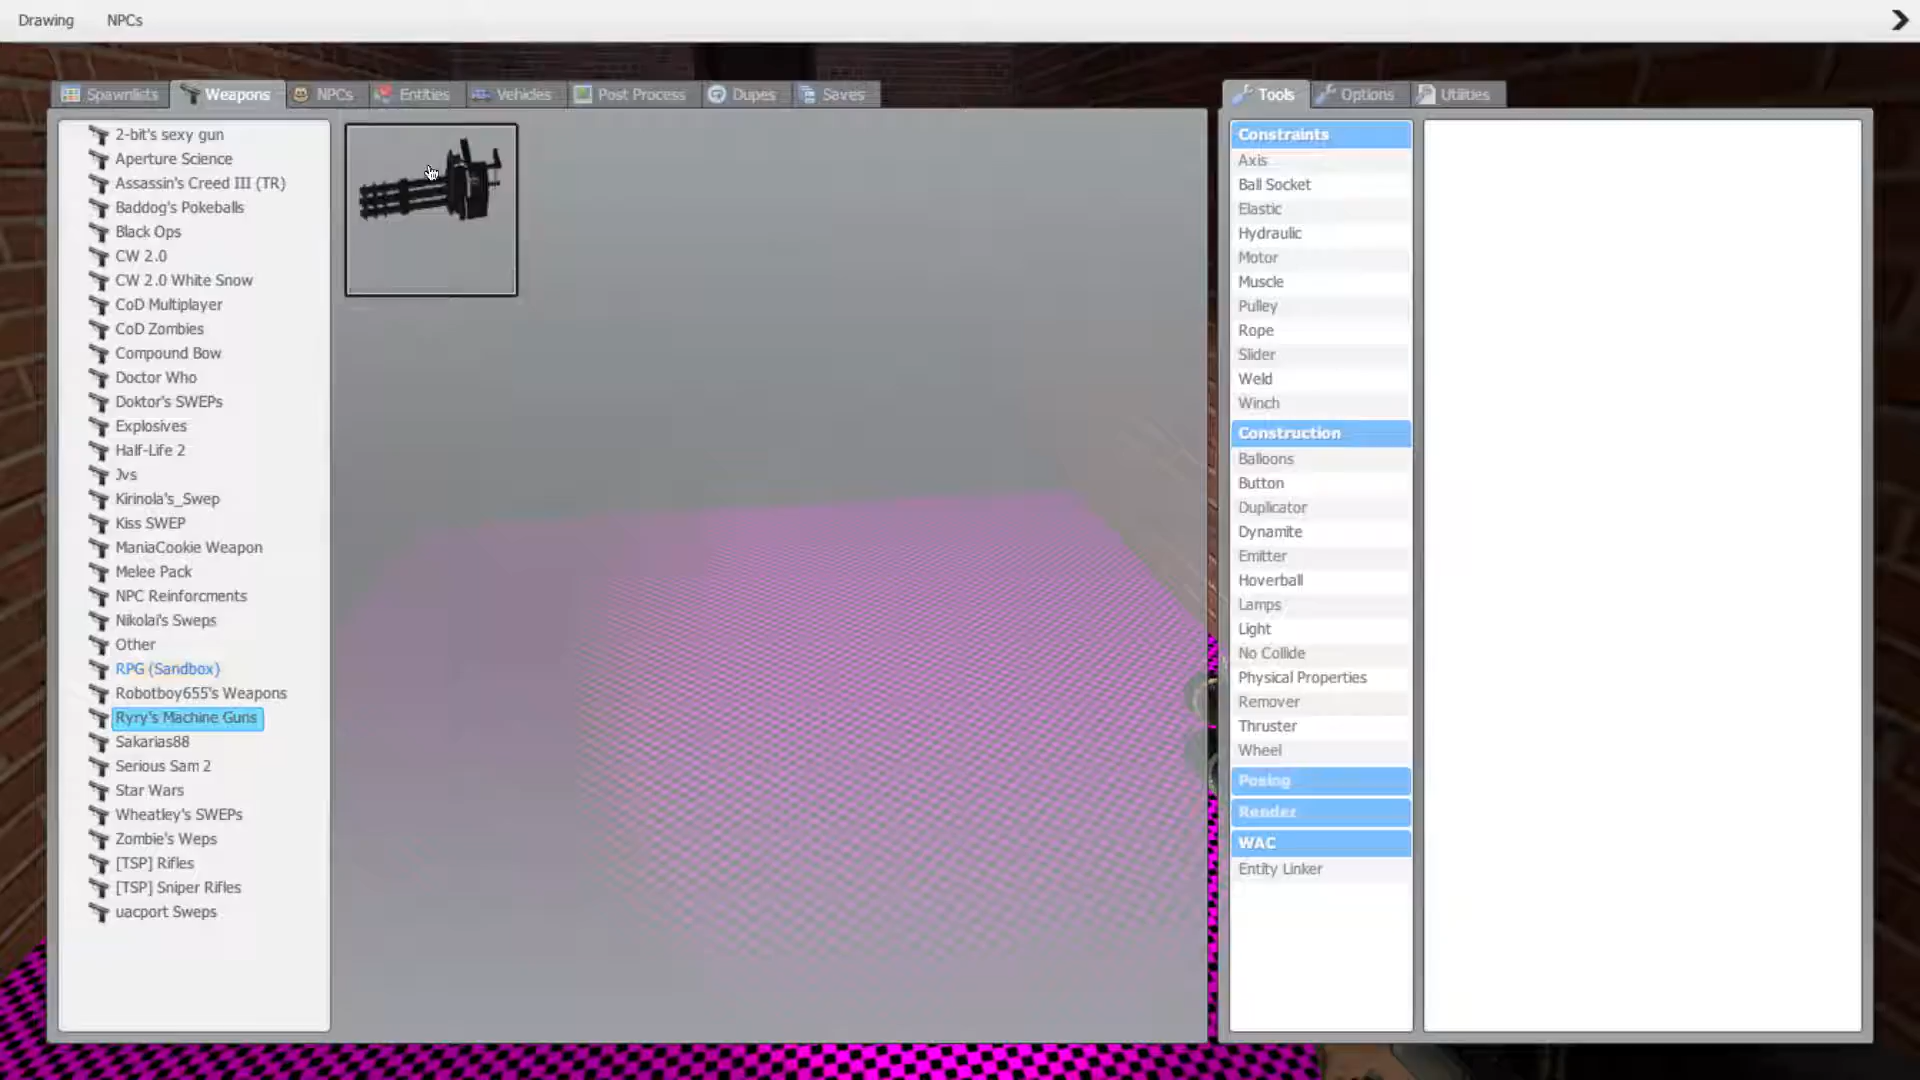 Drawing NPCs
Spawnlists Weapons NPCs Entities Vehicles Post Process Dupes Saves
2-bit's sexy gun
Aperture Science
Assassin's Creed III (TR)
Baddog's Pokeballs
Black Ops
CW 2.0
CW 2.0 White Snow
CoD Multiplayer
CoD Zombies
Compound Bow
Doctor Who
Doktor's SWEPs
Explosives
Half-Life 2
Jvs
Kirinola's_Swep
Kiss SWEP
ManiaCookie Weapon
Melee Pack
NPC Reinforcments
Nikolai's Sweps
Other
RPG (Sandbox)
Robotboy655's Weapons
Ryry's Machine Guns
Sakarias88
Serious Sam 2
Star Wars
Wheatley's SWEPs
Zombie's Weps
[TSP] Rifles
[TSP] Sniper Rifles
uacport Sweps
Tools Options Utilities
Constraints
Axis
Ball Socket
Elastic
Hydraulic
Motor
Muscle
Pulley
Rope
Slider
Weld
Winch
Construction
Balloons
Button
Duplicator
Dynamite
Emitter
Hoverball
Lamps
Light
No Collide
Physical Properties
Remover
Thruster
Wheel
Posing
Render
WAC
Entity Linker